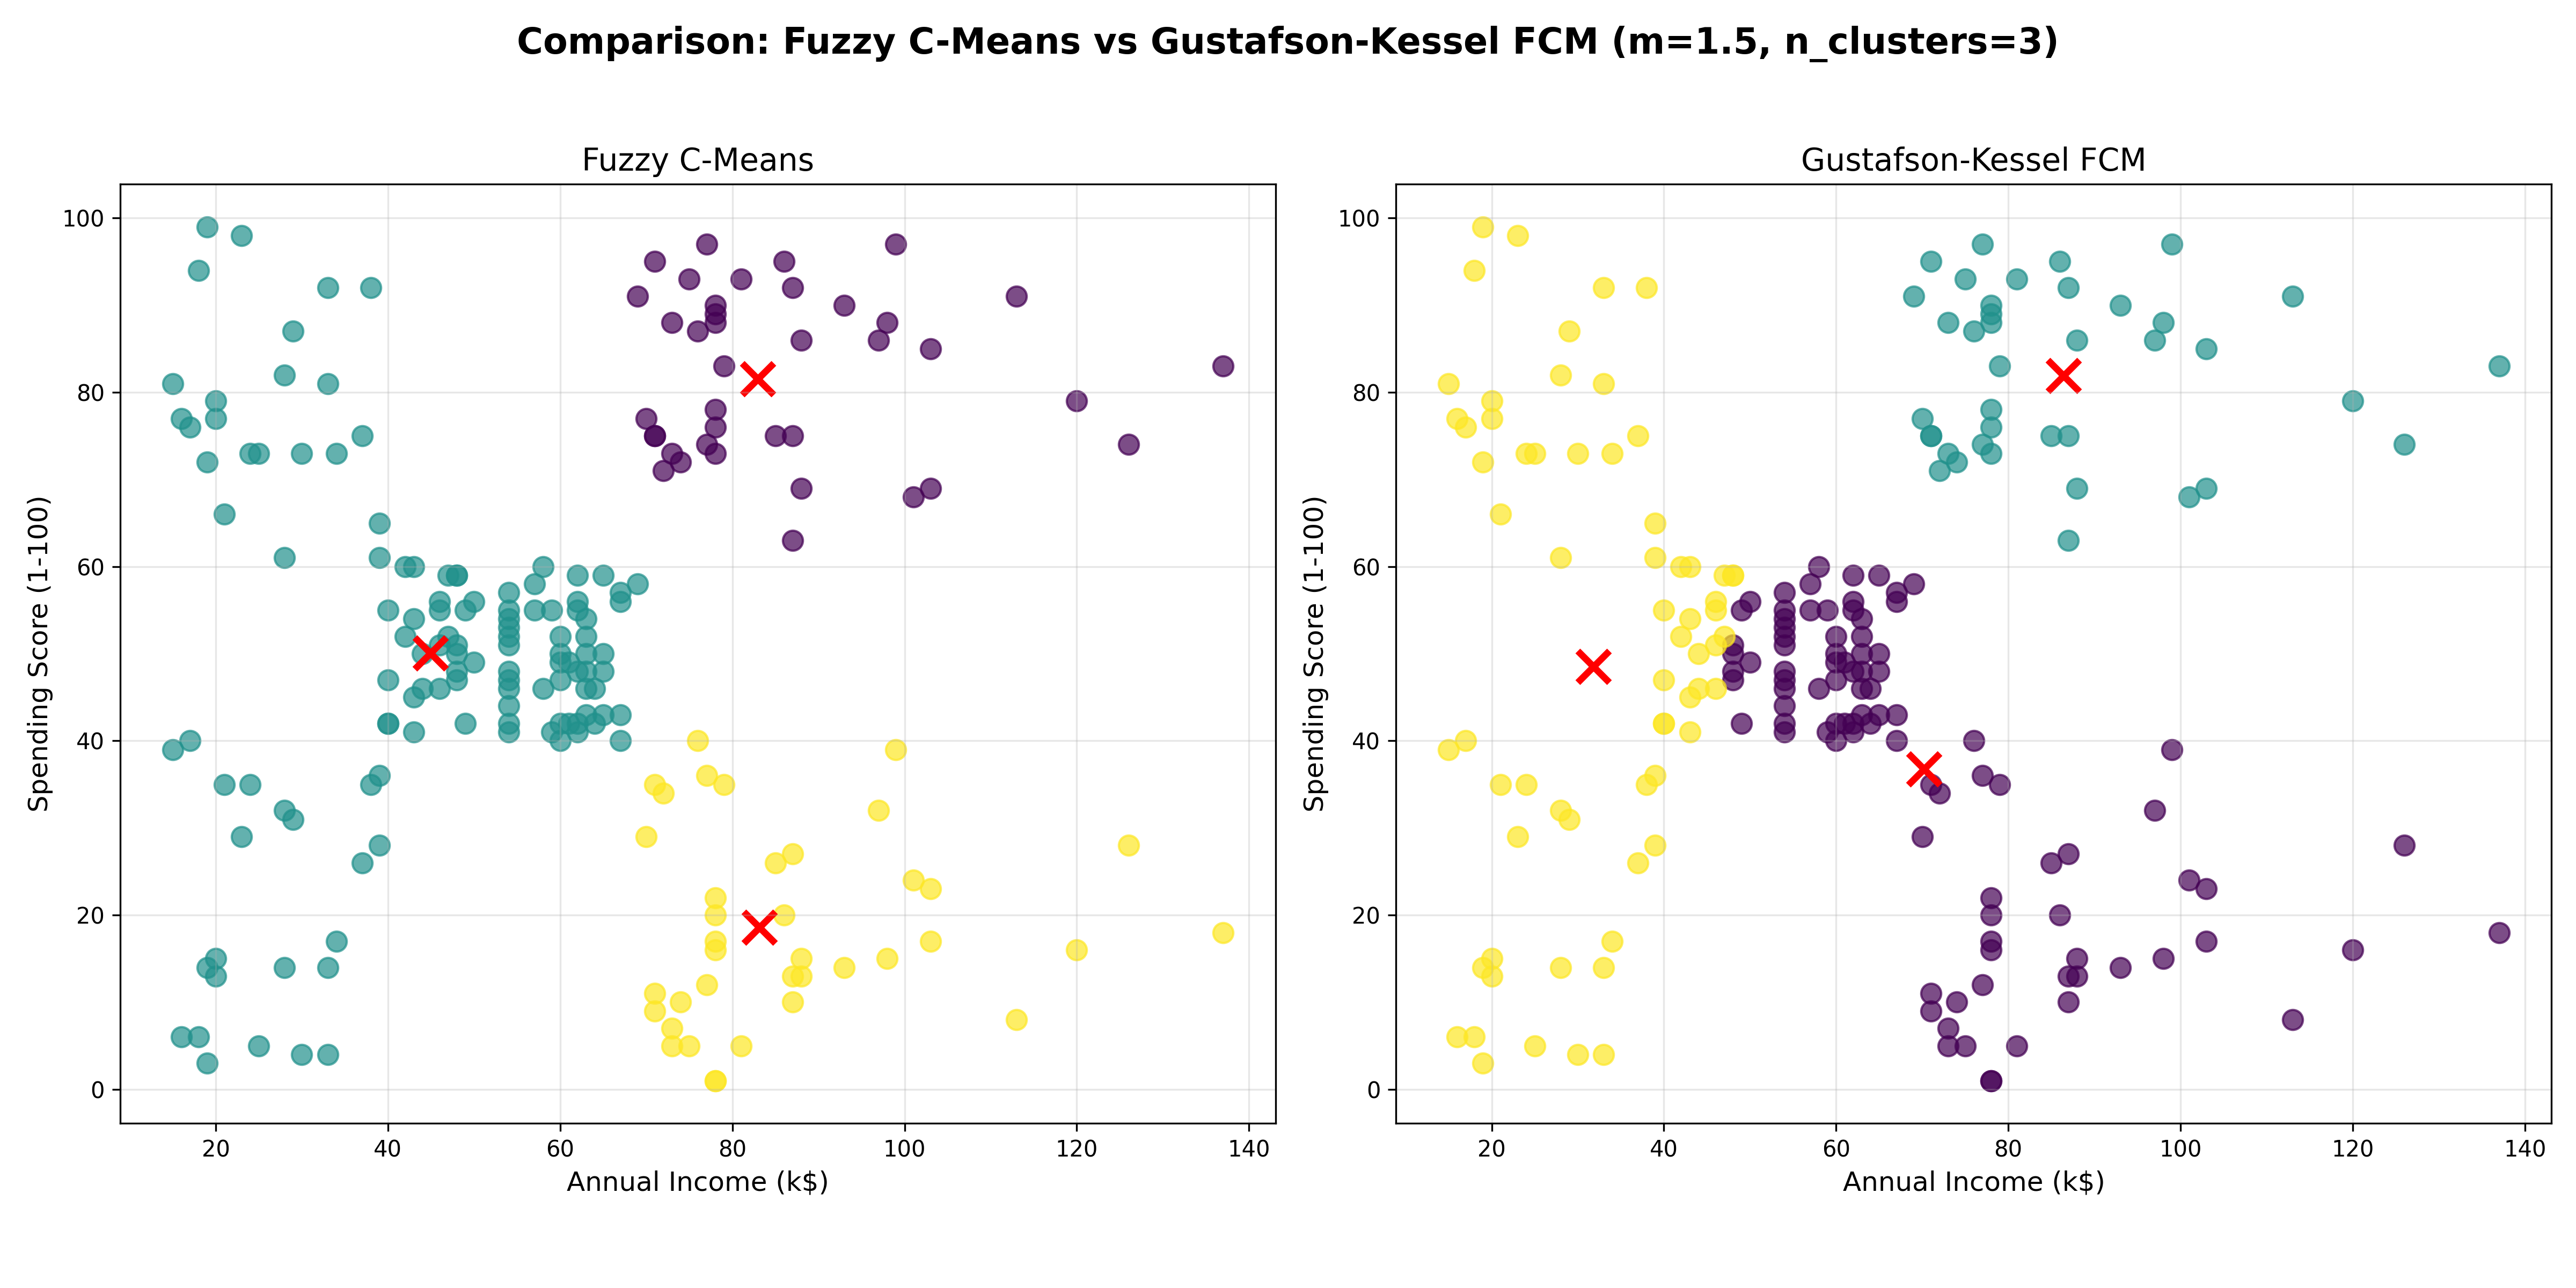 Comparison: Fuzzy C-Means vs Gustafson-Kessel FCM (m=1.5, n_clusters=3)
Fuzzy C-Means
100
80
60
40
20
0
Spending Score (1-100)
20 40 60 80 100 120 140
Annual Income (k$)
Gustafson-Kessel FCM
100
80
60
40
20
0
Spending Score (1-100)
20 40 60 80 100 120 140
Annual Income (k$)